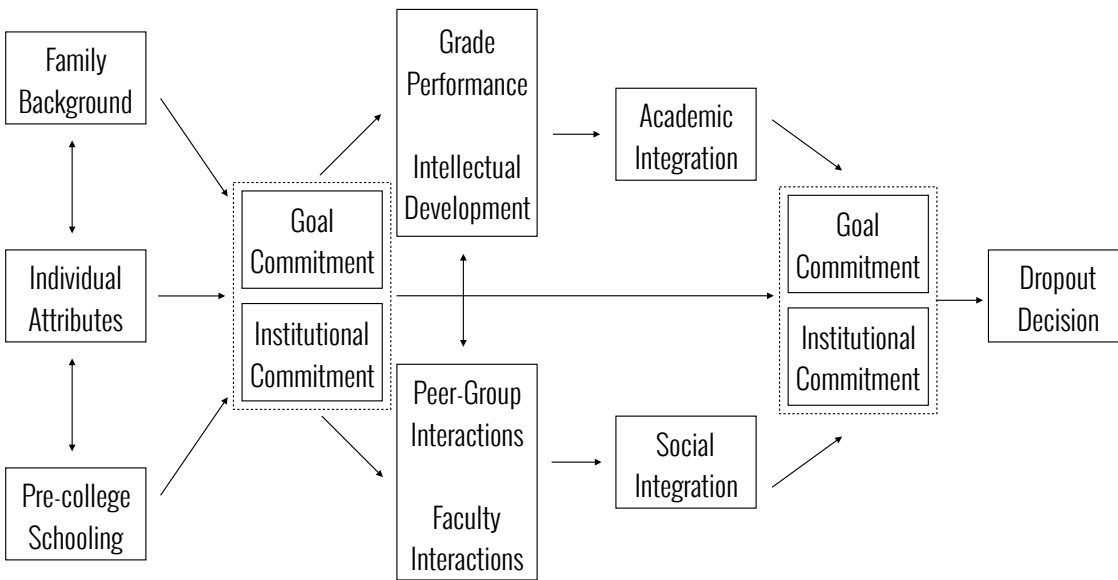 Family
Background
Individual
Attributes
Pre-college
Schooling
Goal
Commitment
Institutional
Commitment
Grade
Performance
Intellectual
Development
Peer-Group
Interactions
Faculty
Interactions
Academic
Integration
Social
Integration
Goal
Commitment
Institutional
Commitment
Dropout
Decision